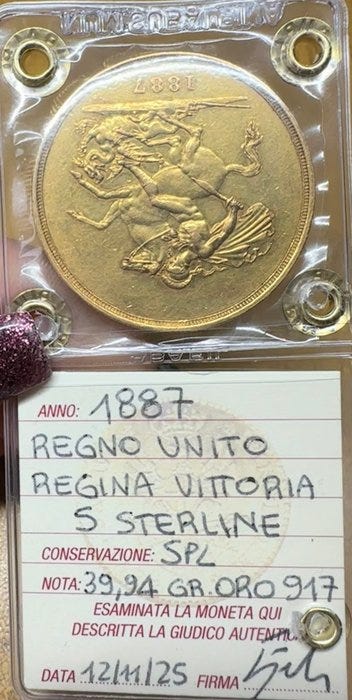 1887
ANNO: 1887
REGNO UNITO
REGINA VITTORIA
5 STERLINE
CONSERVAZIONE: SPL
NOTA: 39,94 GR. ORO 917
ESAMINATA LA MONETA QUI
DESCRITTA LA GIUDICO AUTENTIC
DATA 12/11/25 FIRMA